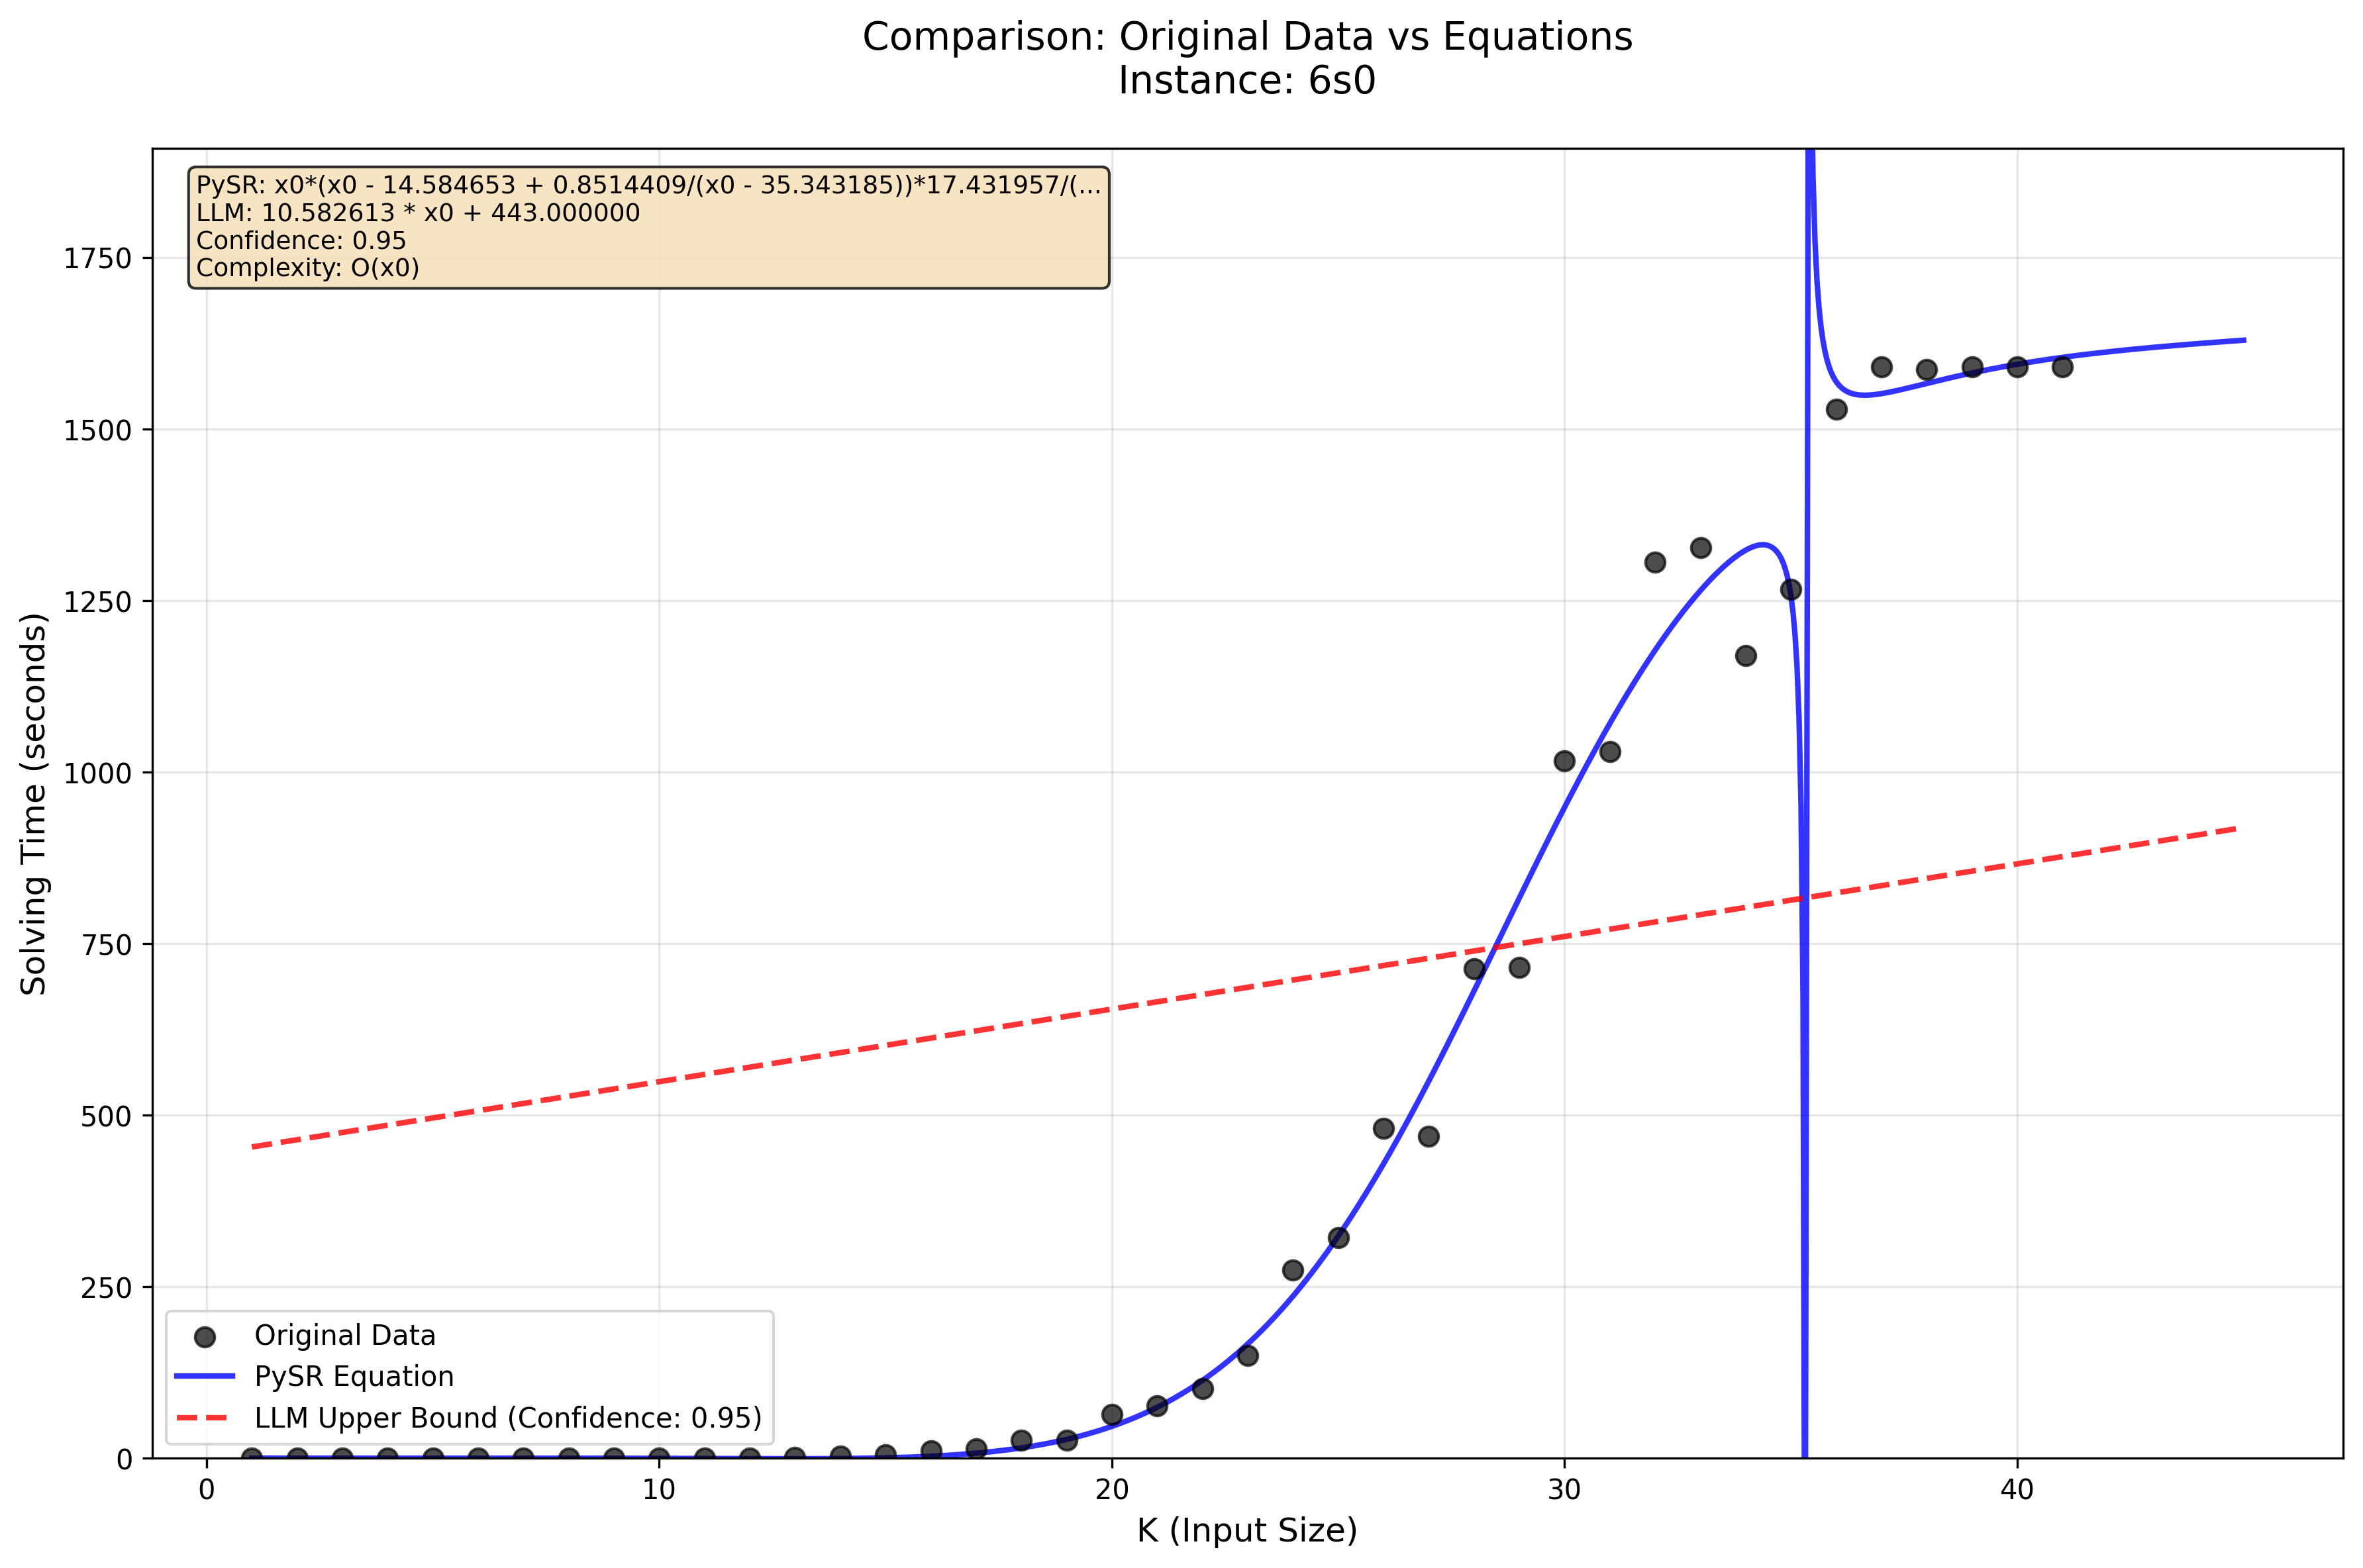 Comparison: Original Data vs Equations
Instance: 6s0
PySR: x0*(x0 - 14.584653 + 0.8514409/(x0 - 35.343185))*17.431957/(...
LLM: 10.582613 * x0 + 443.000000
Confidence: 0.95
Complexity: O(x0)
Solving Time (seconds)
1750
1500
1250
1000
750
500
250
0
Original Data
PySR Equation
LLM Upper Bound (Confidence: 0.95)
0
10
20
30
40
K (Input Size)